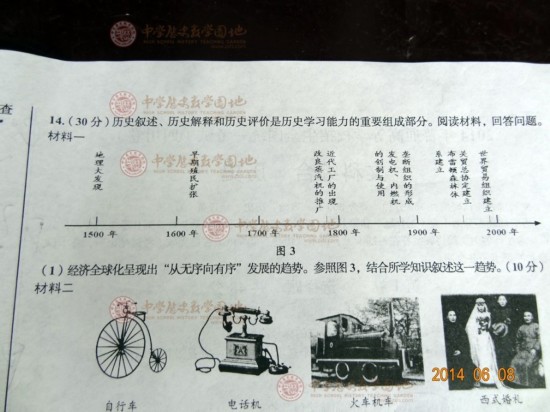 中学历史教学园地
查
中学历史教学园地
14.(30分)历史叙述、历史解释和历史评价是历史学习能力的重要组成部分。阅读材料，回答问题。
材料一
地理大发现
早期殖民扩张
近代工厂的出现
改良蒸汽机的推广
垄断组织的形成
发电机、内燃机
的创制与使用
关贸总协定建立
布雷顿森林体
系建立
世界贸易组织建立
1500年
1600年
1700年
1800年
1900年
2000年
图3
(1)经济全球化呈现出“从无序向有序”发展的趋势。参照图3，结合所学知识叙述这一趋势。(10分)
材料二
自行车
电话机
火车机车
西式婚礼
2014 06 08